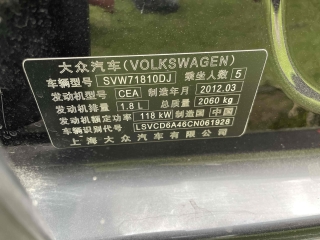 大众汽车(VOLKSWAGEN)
车辆型号 SVW71810DJ 乘坐人数 5
发动机型号 CEA 制造年月 2012.03
发动机排量 1.8 L 总质量 2060 kg
发动机额定功率 118 kW 制造国 中国
车辆识别代号 LSVCD6A46CN061928
上海大众汽车有限公司制造